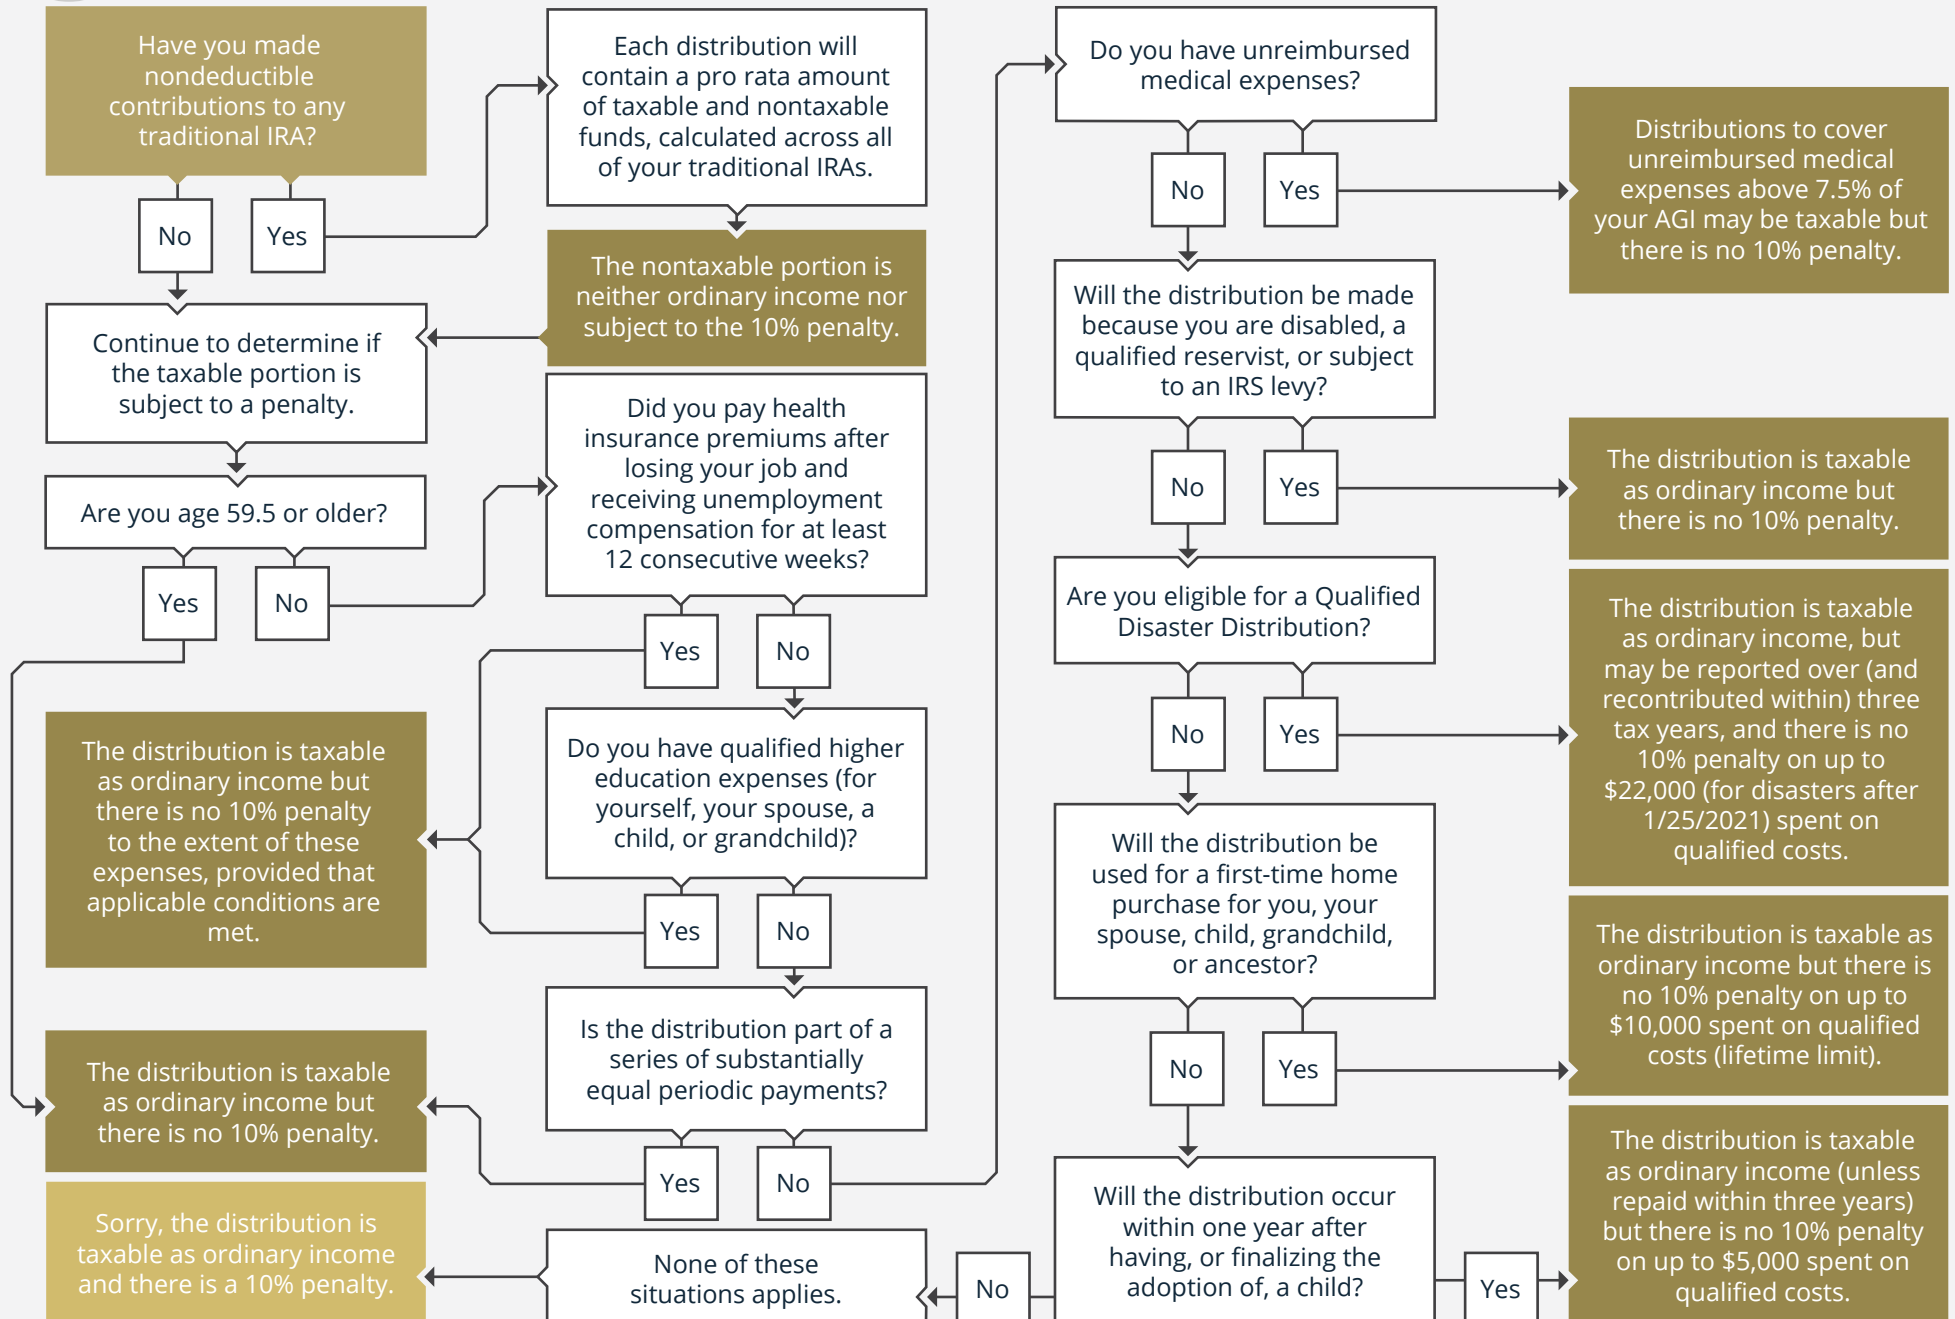 Have you made
nondeductible
contributions to any
traditional IRA?
No
Yes
Each distribution will
contain a pro rata amount
of taxable and nontaxable
funds, calculated across all
of your traditional IRAs.
The nontaxable portion is
neither ordinary income nor
subject to the 10% penalty.
Continue to determine if
the taxable portion is
subject to a penalty.
Are you age 59.5 or older?
Yes
No
Did you pay health
insurance premiums after
losing your job and
receiving unemployment
compensation for at least
12 consecutive weeks?
Yes
No
The distribution is taxable
as ordinary income but
there is no 10% penalty
to the extent of these
expenses, provided that
applicable conditions are
met.
Do you have qualified higher
education expenses (for
yourself, your spouse, a
child, or grandchild)?
Yes
No
Is the distribution part of a
series of substantially
equal periodic payments?
Yes
No
The distribution is taxable
as ordinary income but
there is no 10% penalty.
Sorry, the distribution is
taxable as ordinary income
and there is a 10% penalty.
None of these
situations applies.
Do you have unreimbursed
medical expenses?
No
Yes
Distributions to cover
unreimbursed medical
expenses above 7.5% of
your AGI may be taxable but
there is no 10% penalty.
Will the distribution be made
because you are disabled, a
qualified reservist, or subject
to an IRS levy?
No
Yes
The distribution is taxable
as ordinary income but
there is no 10% penalty.
Are you eligible for a Qualified
Disaster Distribution?
No
Yes
The distribution is taxable
as ordinary income, but
may be reported over (and
recontributed within) three
tax years, and there is no
10% penalty on up to
$22,000 (for disasters after
1/25/2021) spent on
qualified costs.
Will the distribution be
used for a first-time home
purchase for you, your
spouse, child, grandchild,
or ancestor?
No
Yes
The distribution is taxable as
ordinary income but there is
no 10% penalty on up to
$10,000 spent on qualified
costs (lifetime limit).
Will the distribution occur
within one year after
having, or finalizing the
adoption of, a child?
No
Yes
The distribution is taxable
as ordinary income (unless
repaid within three years)
but there is no 10% penalty
on up to $5,000 spent on
qualified costs.